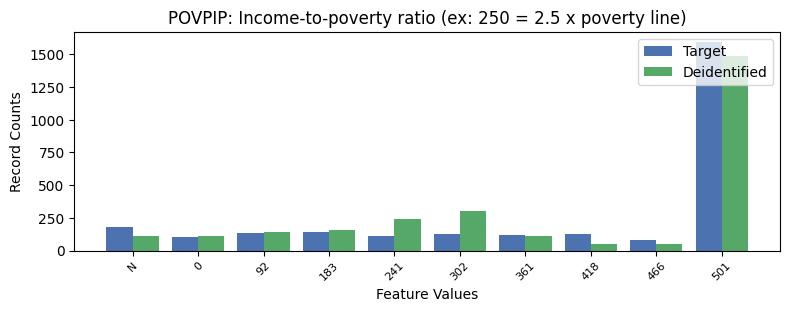 POVPIP: Income-to-poverty ratio (ex: 250 = 2.5 x poverty line)
Target
Deidentified
1500
1250
1000
750
500
250
0
Record Counts
N 0 92 183 241 302 361 418 466 501
Feature Values